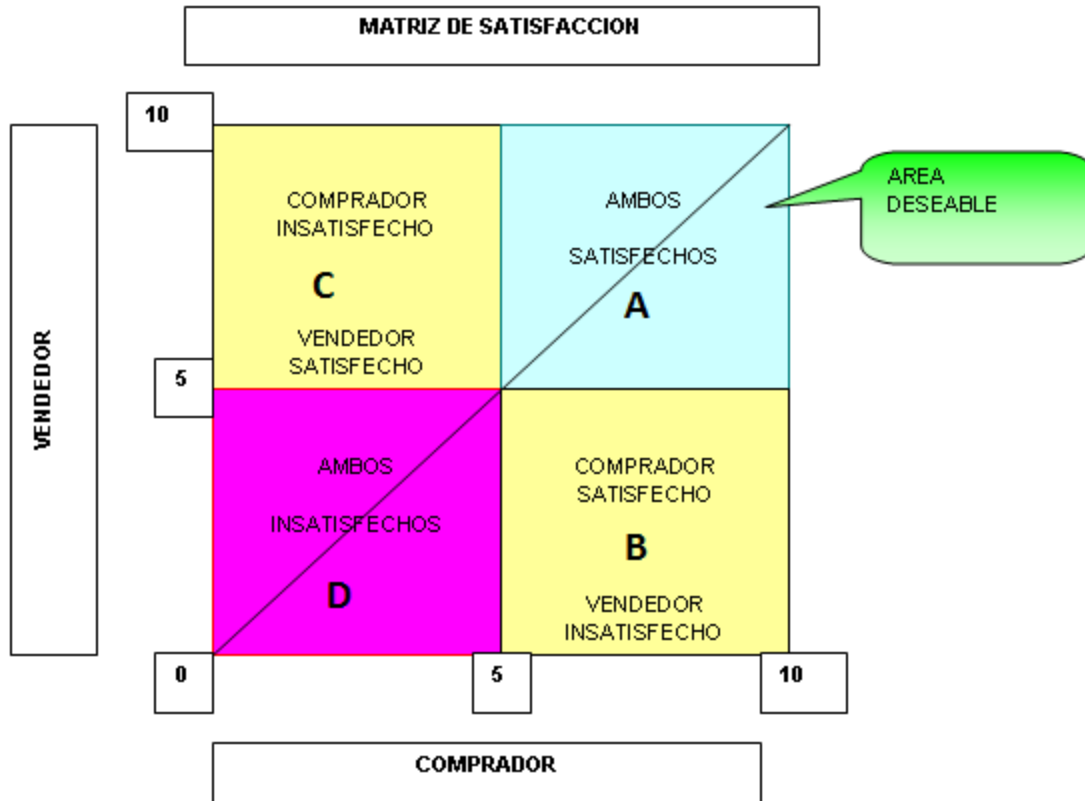 MATRIZ DE SATISFACCION
10
VENDEDOR
COMPRADOR
INSATISFECHO
C
VENDEDOR
SATISFECHO
AMBOS
SATISFECHOS
A
AREA
DESEABLE
5
AMBOS
INSATISFECHOS
D
COMPRADOR
SATISFECHO
B
VENDEDOR
INSATISFECHO
0
5
10
COMPRADOR